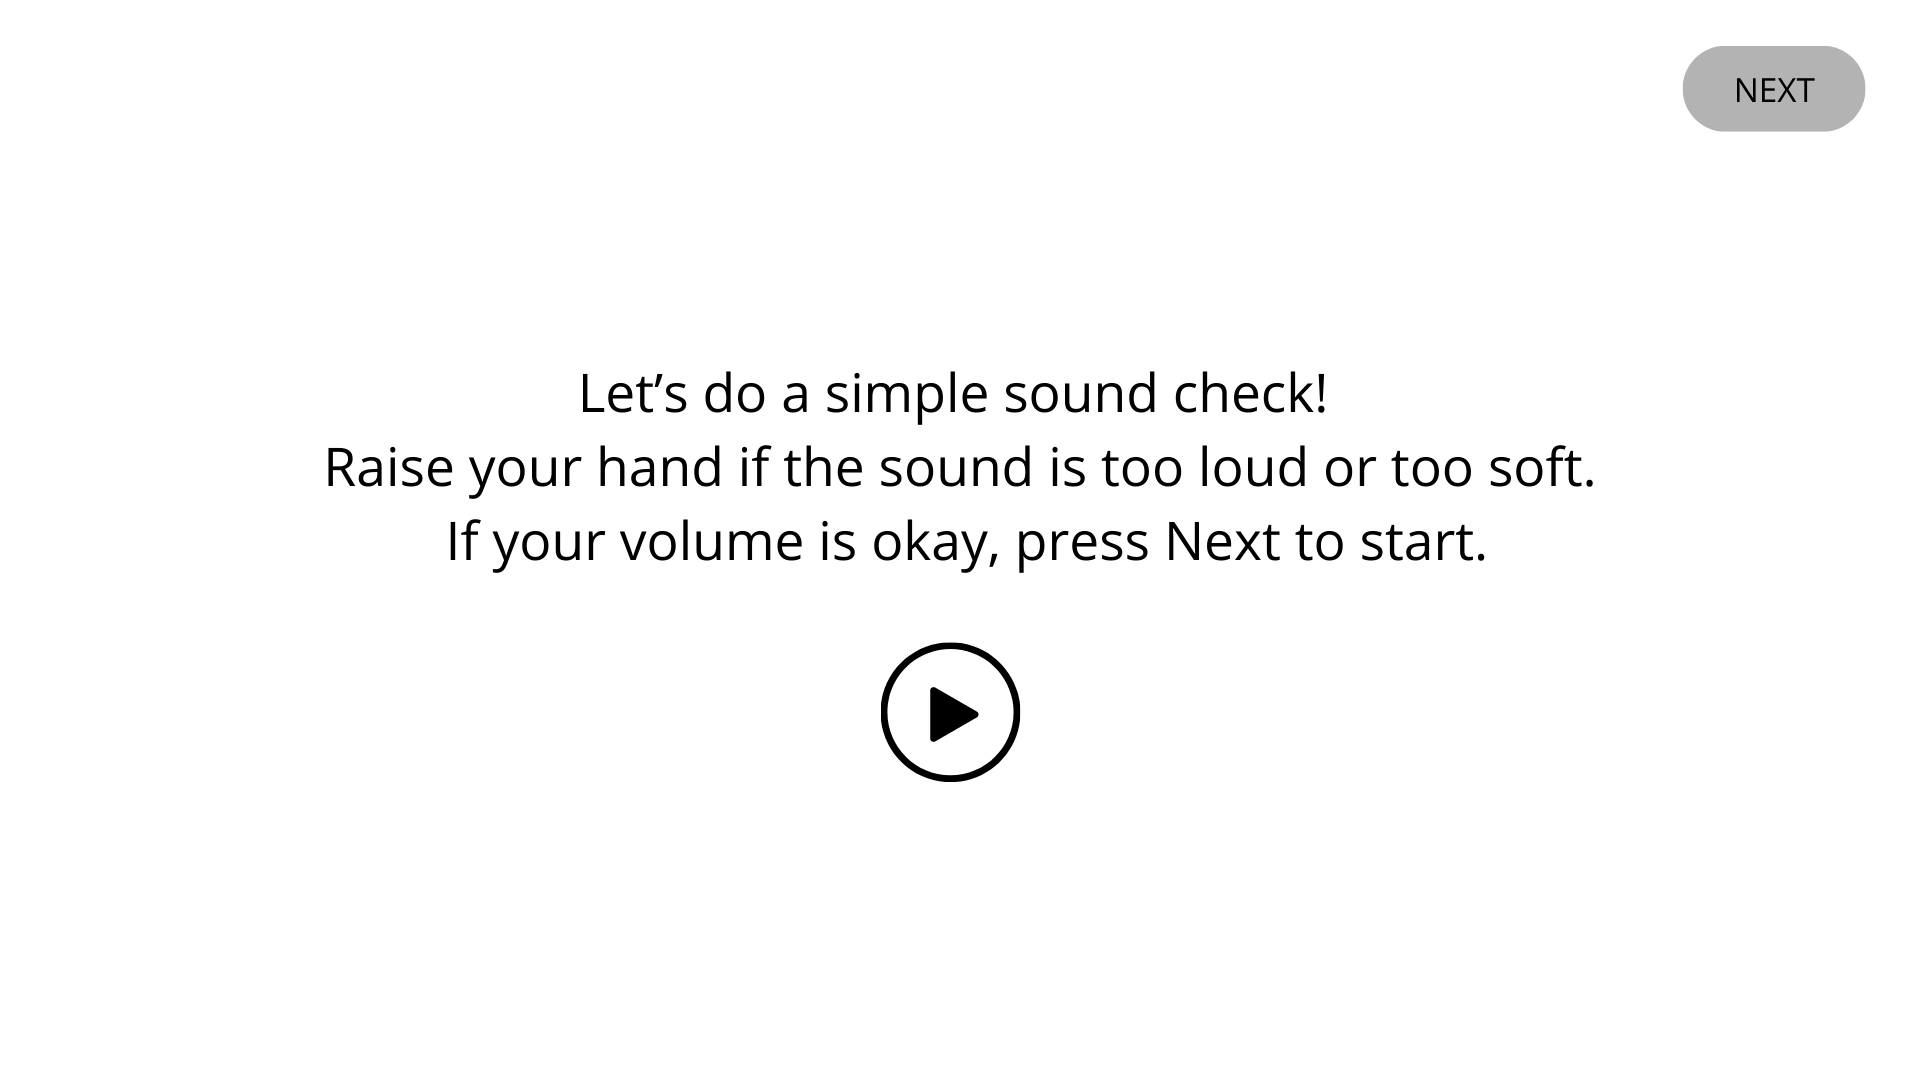 NEXT
Let’s do a simple sound check!
Raise your hand if the sound is too loud or too soft.
If your volume is okay, press Next to start.